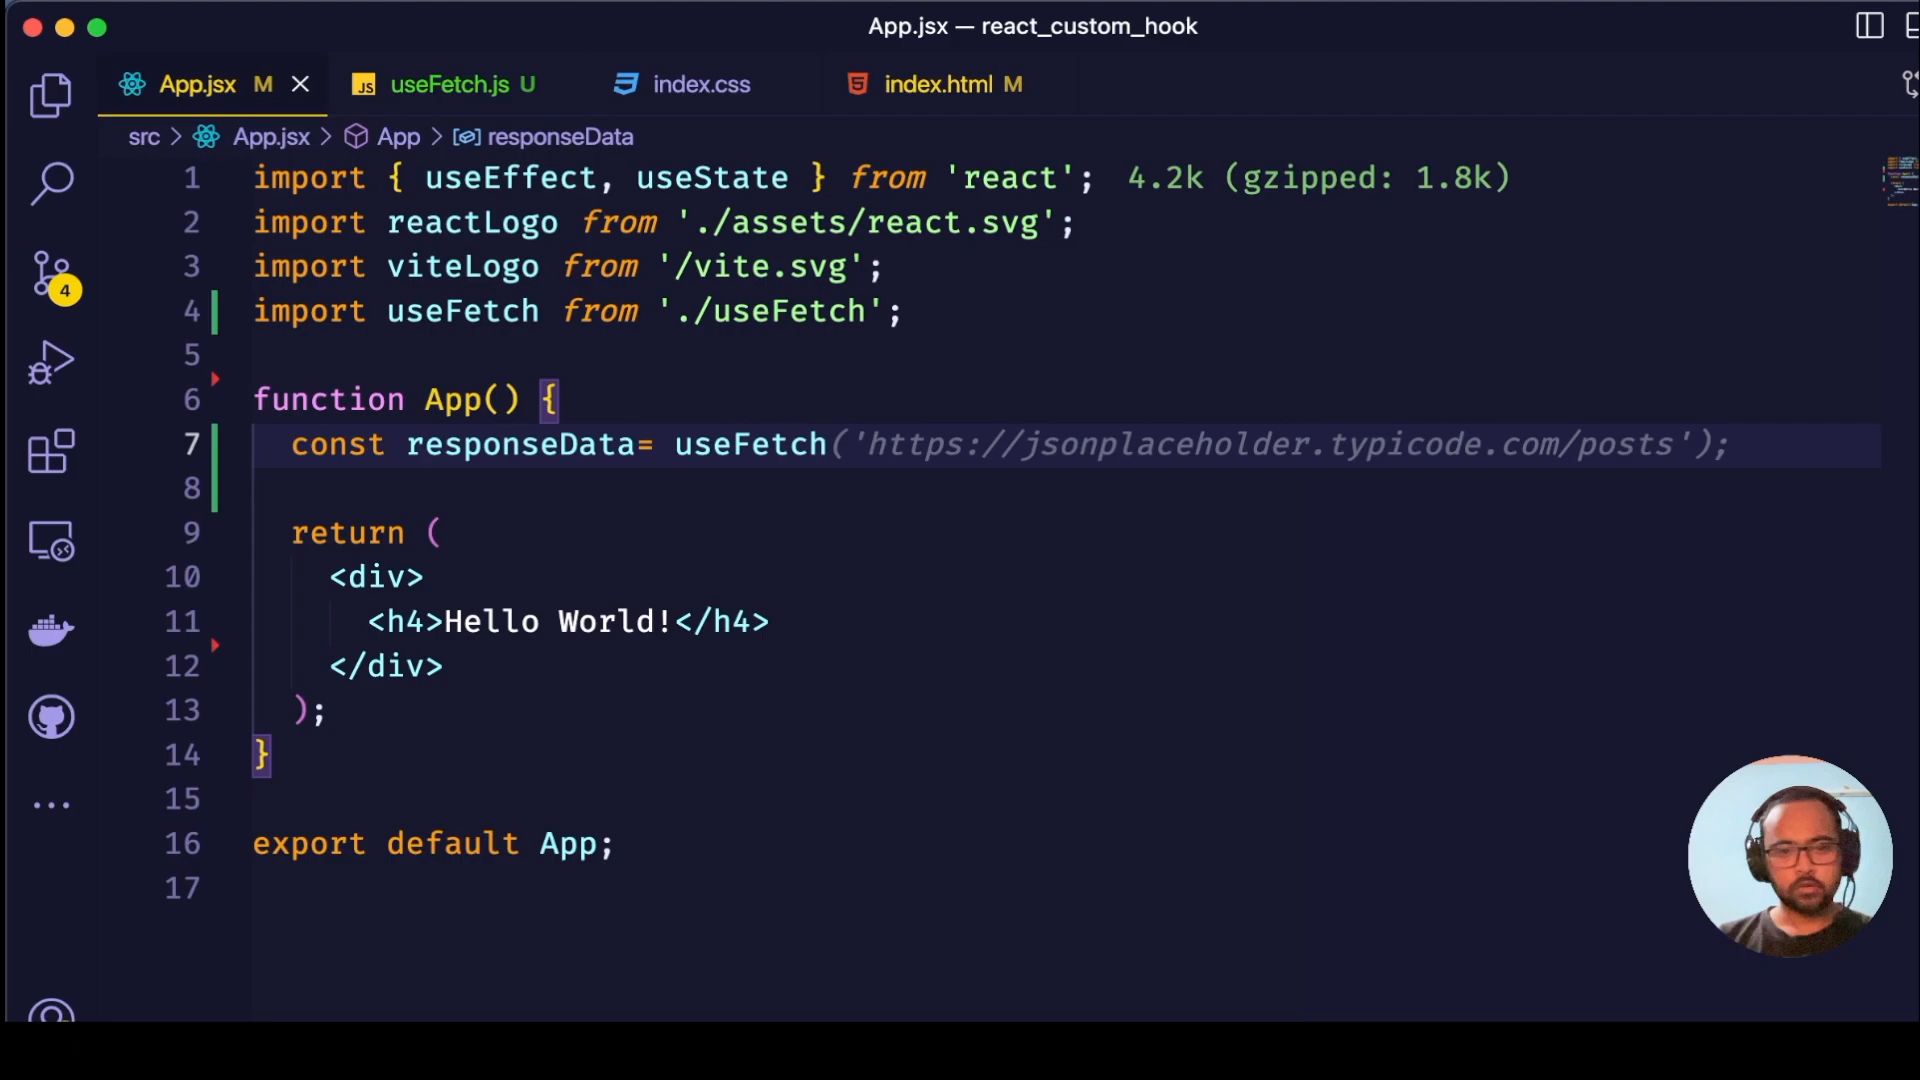 App.jsx — react_custom_hook
App.jsx M
JS useFetch.js U
index.css
index.html M
src > App.jsx > App > responseData
4
1 import { useEffect, useState } from 'react'; 4.2k (gzipped: 1.8k)
2 import reactLogo from './assets/react.svg';
3 import viteLogo from '/vite.svg';
4 import useFetch from './useFetch';
5
6 function App() {
7 const responseData= useFetch('https://jsonplaceholder.typicode.com/posts');
8
9 return (
10 <div>
11 <h4>Hello World!</h4>
12 </div>
13 );
14 }
15
16 export default App;
17